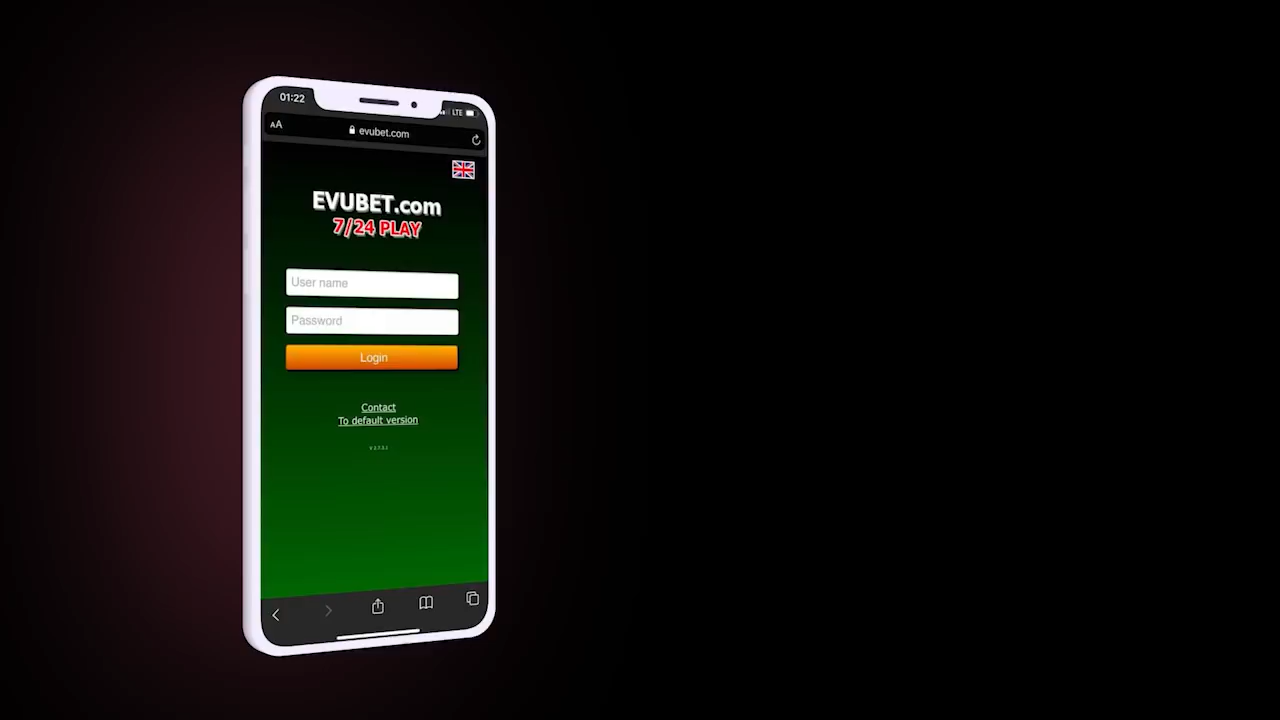 01:22
LTE
AA
evubet.com
EVUBET.com
7/24 PLAY
User name
Password
Login
Contact
To default version